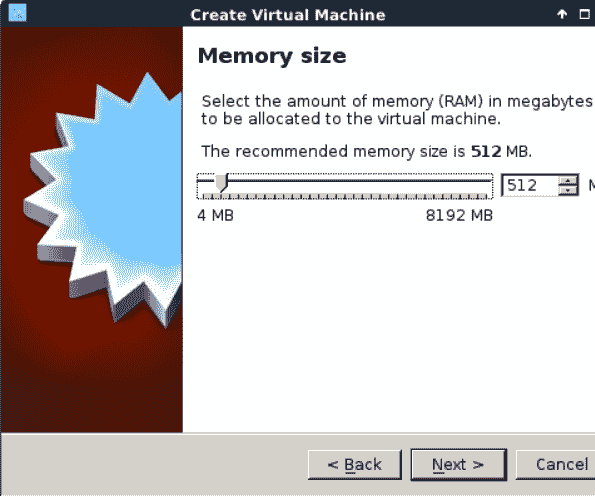 Create Virtual Machine
Memory size
Select the amount of memory (RAM) in megabytes
to be allocated to the virtual machine.
The recommended memory size is 512 MB.
512
4 MB
8192 MB
< Back
Next >
Cancel